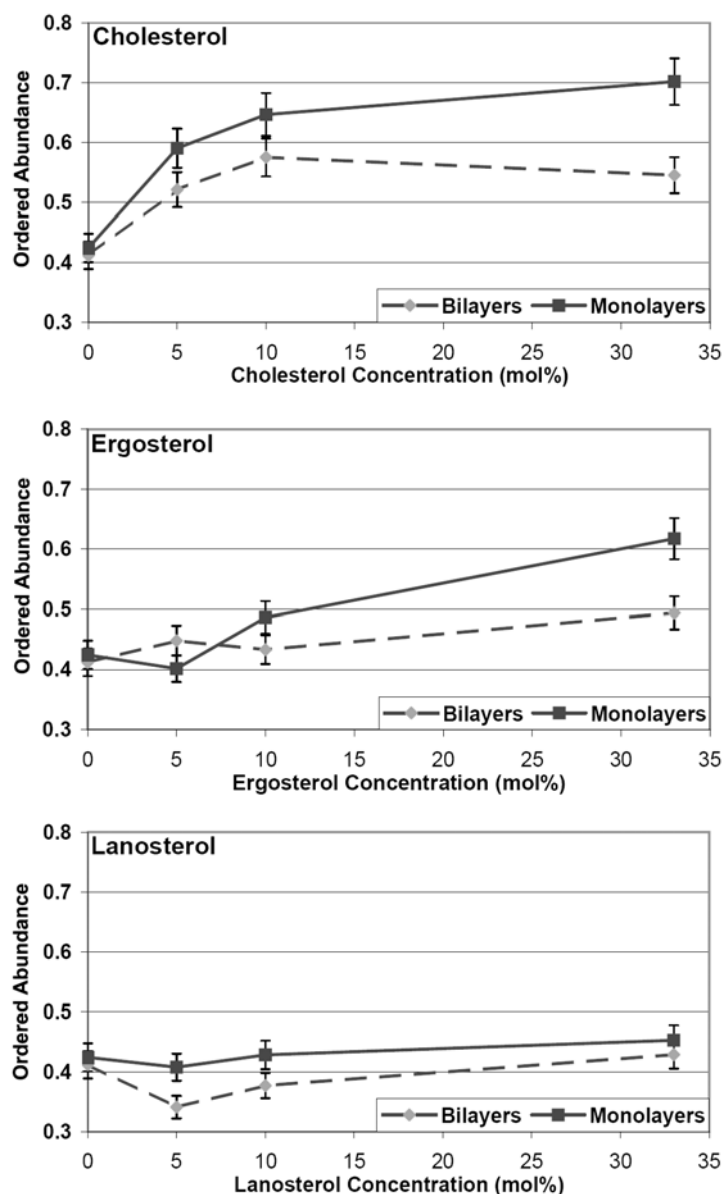 Cholesterol
Ordered Abundance
0.8
0.7
0.6
0.5
0.4
0.3
Bilayers Monolayers
0 5 10 15 20 25 30 35
Cholesterol Concentration (mol%)
Ergosterol
Ordered Abundance
0.8
0.7
0.6
0.5
0.4
0.3
Bilayers Monolayers
0 5 10 15 20 25 30 35
Ergosterol Concentration (mol%)
Lanosterol
Ordered Abundance
0.8
0.7
0.6
0.5
0.4
0.3
Bilayers Monolayers
0 5 10 15 20 25 30 35
Lanosterol Concentration (mol%)